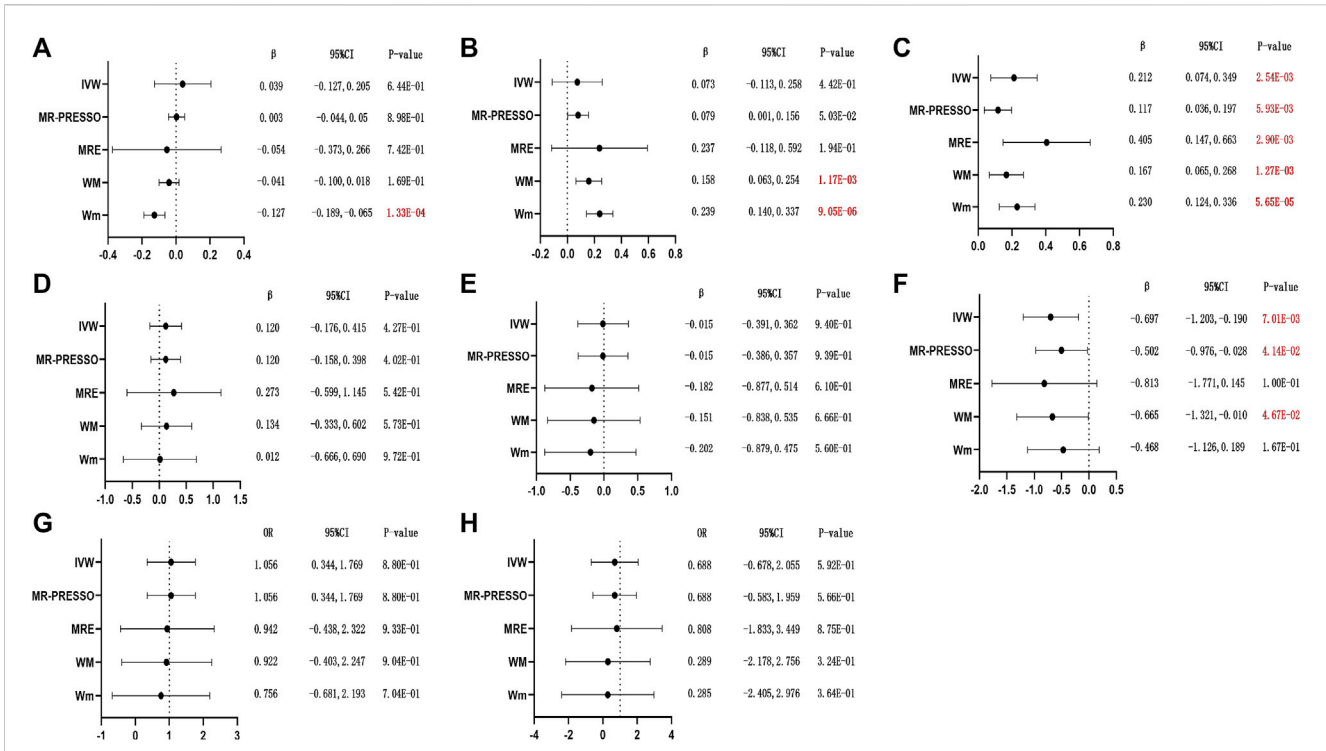 A
β 95%CI P-value
IVW 0.039 -0.127,0.205 6.44E-01
MR-PRESSO 0.003 -0.044,0.05 8.98E-01
MRE -0.054 -0.373,0.266 7.42E-01
WM -0.041 -0.100,0.018 1.69E-01
Wm -0.127 -0.189,-0.065 1.33E-04
-0.4 -0.2 0.0 0.2 0.4
B
β 95%CI P-value
IVW 0.073 -0.113,0.258 4.42E-01
MR-PRESSO 0.079 0.001,0.156 5.03E-02
MRE 0.237 -0.118,0.592 1.94E-01
WM 0.158 0.063,0.254 1.17E-03
Wm 0.239 0.140,0.337 9.05E-06
-0.2 0.0 0.2 0.4 0.6 0.8
C
β 95%CI P-value
IVW 0.212 0.074,0.349 2.54E-03
MR-PRESSO 0.117 0.036,0.197 5.93E-03
MRE 0.405 0.147,0.663 2.90E-03
WM 0.167 0.065,0.268 1.27E-03
Wm 0.230 0.124,0.336 5.65E-05
0.0 0.2 0.4 0.6 0.8
D
β 95%CI P-value
IVW 0.120 -0.176,0.415 4.27E-01
MR-PRESSO 0.120 -0.158,0.398 4.02E-01
MRE 0.273 -0.599,1.145 5.42E-01
WM 0.134 -0.333,0.602 5.73E-01
Wm 0.012 -0.666,0.690 9.72E-01
-1.0 -0.5 0.0 0.5 1.0 1.5
E
β 95%CI P-value
IVW -0.015 -0.391,0.362 9.40E-01
MR-PRESSO -0.015 -0.386,0.357 9.39E-01
MRE -0.182 -0.877,0.514 6.10E-01
WM -0.151 -0.838,0.535 6.66E-01
Wm -0.202 -0.879,0.475 5.60E-01
-1.0 -0.5 0.0 0.5 1.0
F
β 95%CI P-value
IVW -0.697 -1.203,-0.190 7.01E-03
MR-PRESSO -0.502 -0.976,-0.028 4.14E-02
MRE -0.813 -1.771,0.145 1.00E-01
WM -0.665 -1.321,-0.010 4.67E-02
Wm -0.468 -1.126,0.189 1.67E-01
-2.0 -1.5 -1.0 -0.5 0.0 0.5
G
OR 95%CI P-value
IVW 1.056 0.344,1.769 8.80E-01
MR-PRESSO 1.056 0.344,1.769 8.80E-01
MRE 0.942 -0.438,2.322 9.33E-01
WM 0.922 -0.403,2.247 9.04E-01
Wm 0.756 -0.681,2.193 7.04E-01
-1 0 1 2 3
H
OR 95%CI P-value
IVW 0.688 -0.678,2.055 5.92E-01
MR-PRESSO 0.688 -0.583,1.959 5.66E-01
MRE 0.808 -1.833,3.449 8.75E-01
WM 0.289 -2.178,2.756 3.24E-01
Wm 0.285 -2.405,2.976 3.64E-01
-4 -2 0 2 4